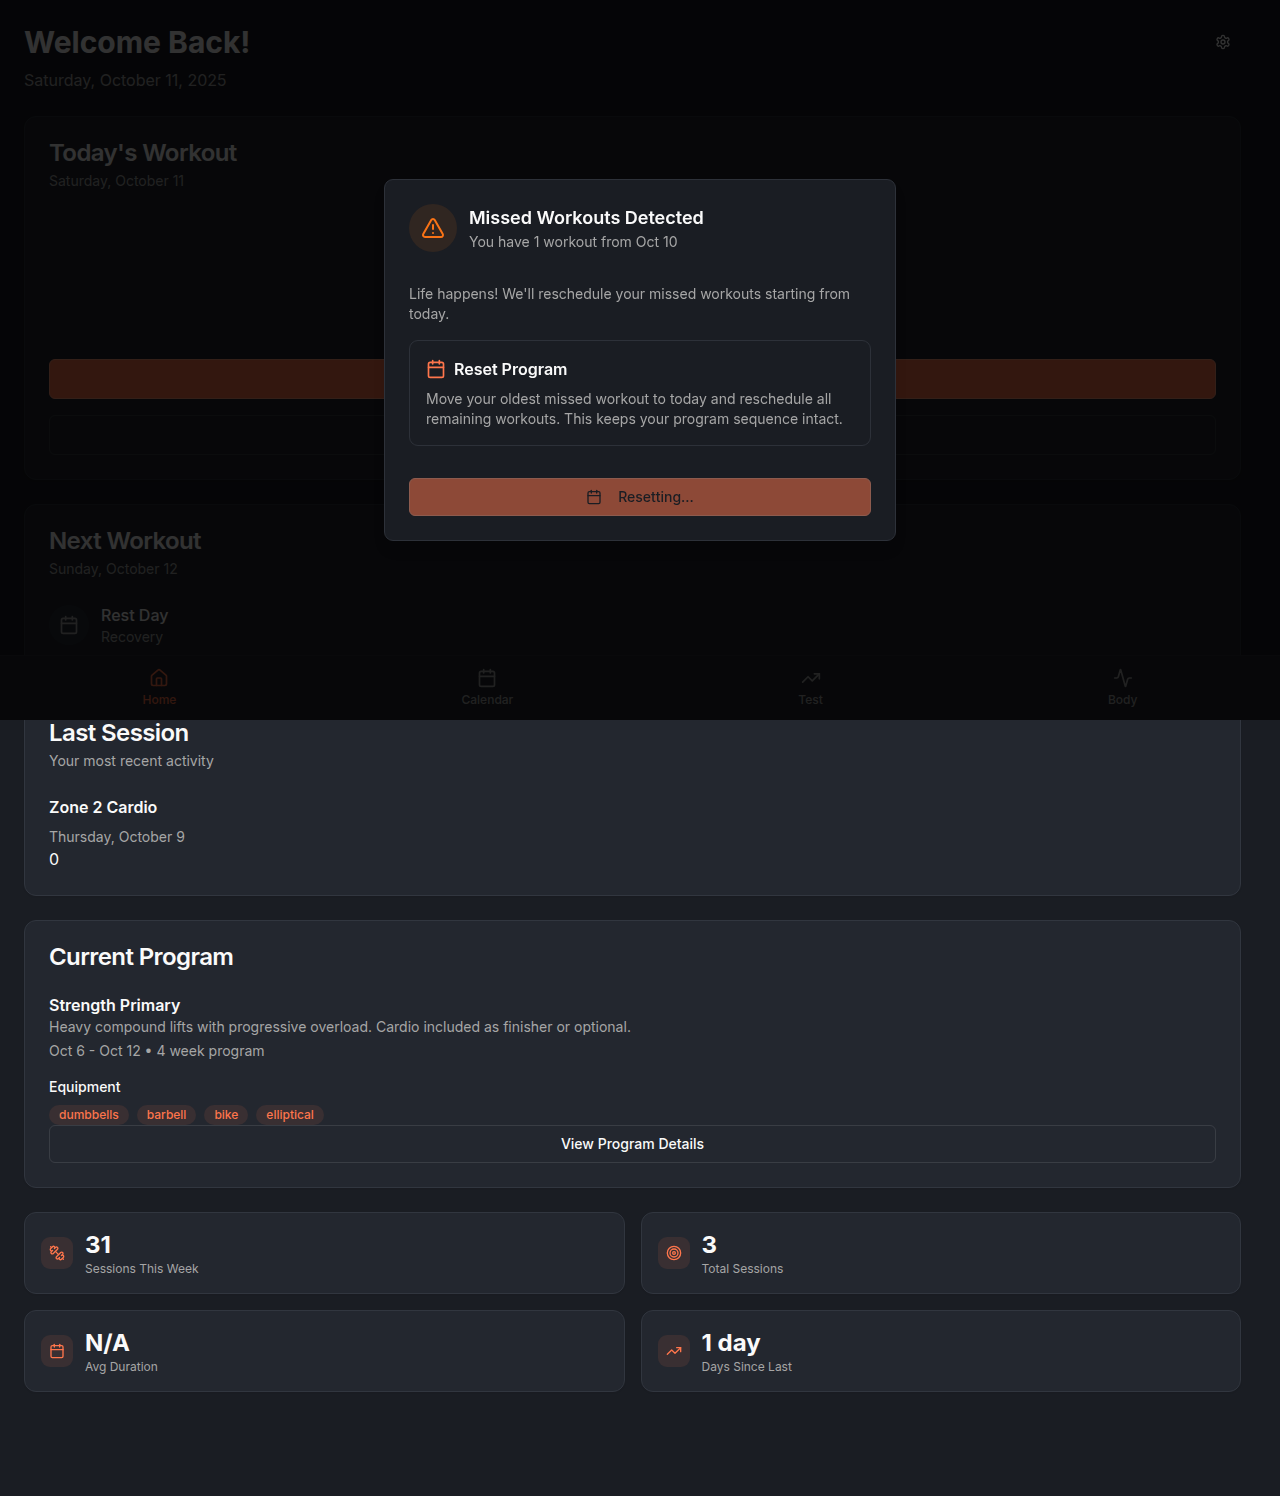 Welcome Back!
Saturday, October 11, 2025
Today's Workout
Saturday, October 11
Missed Workouts Detected
You have 1 workout from Oct 10
Life happens! We'll reschedule your missed workouts starting from
today.
Reset Program
Move your oldest missed workout to today and reschedule all
remaining workouts. This keeps your program sequence intact.
Resetting...
Next Workout
Sunday, October 12
Rest Day
Recovery
Home
Calendar
Test
Body
Last Session
Your most recent activity
Zone 2 Cardio
Thursday, October 9
0
Current Program
Strength Primary
Heavy compound lifts with progressive overload. Cardio included as finisher or optional.
Oct 6 - Oct 12 • 4 week program
Equipment
dumbbells
barbell
bike
elliptical
View Program Details
31
Sessions This Week
3
Total Sessions
N/A
Avg Duration
1 day
Days Since Last